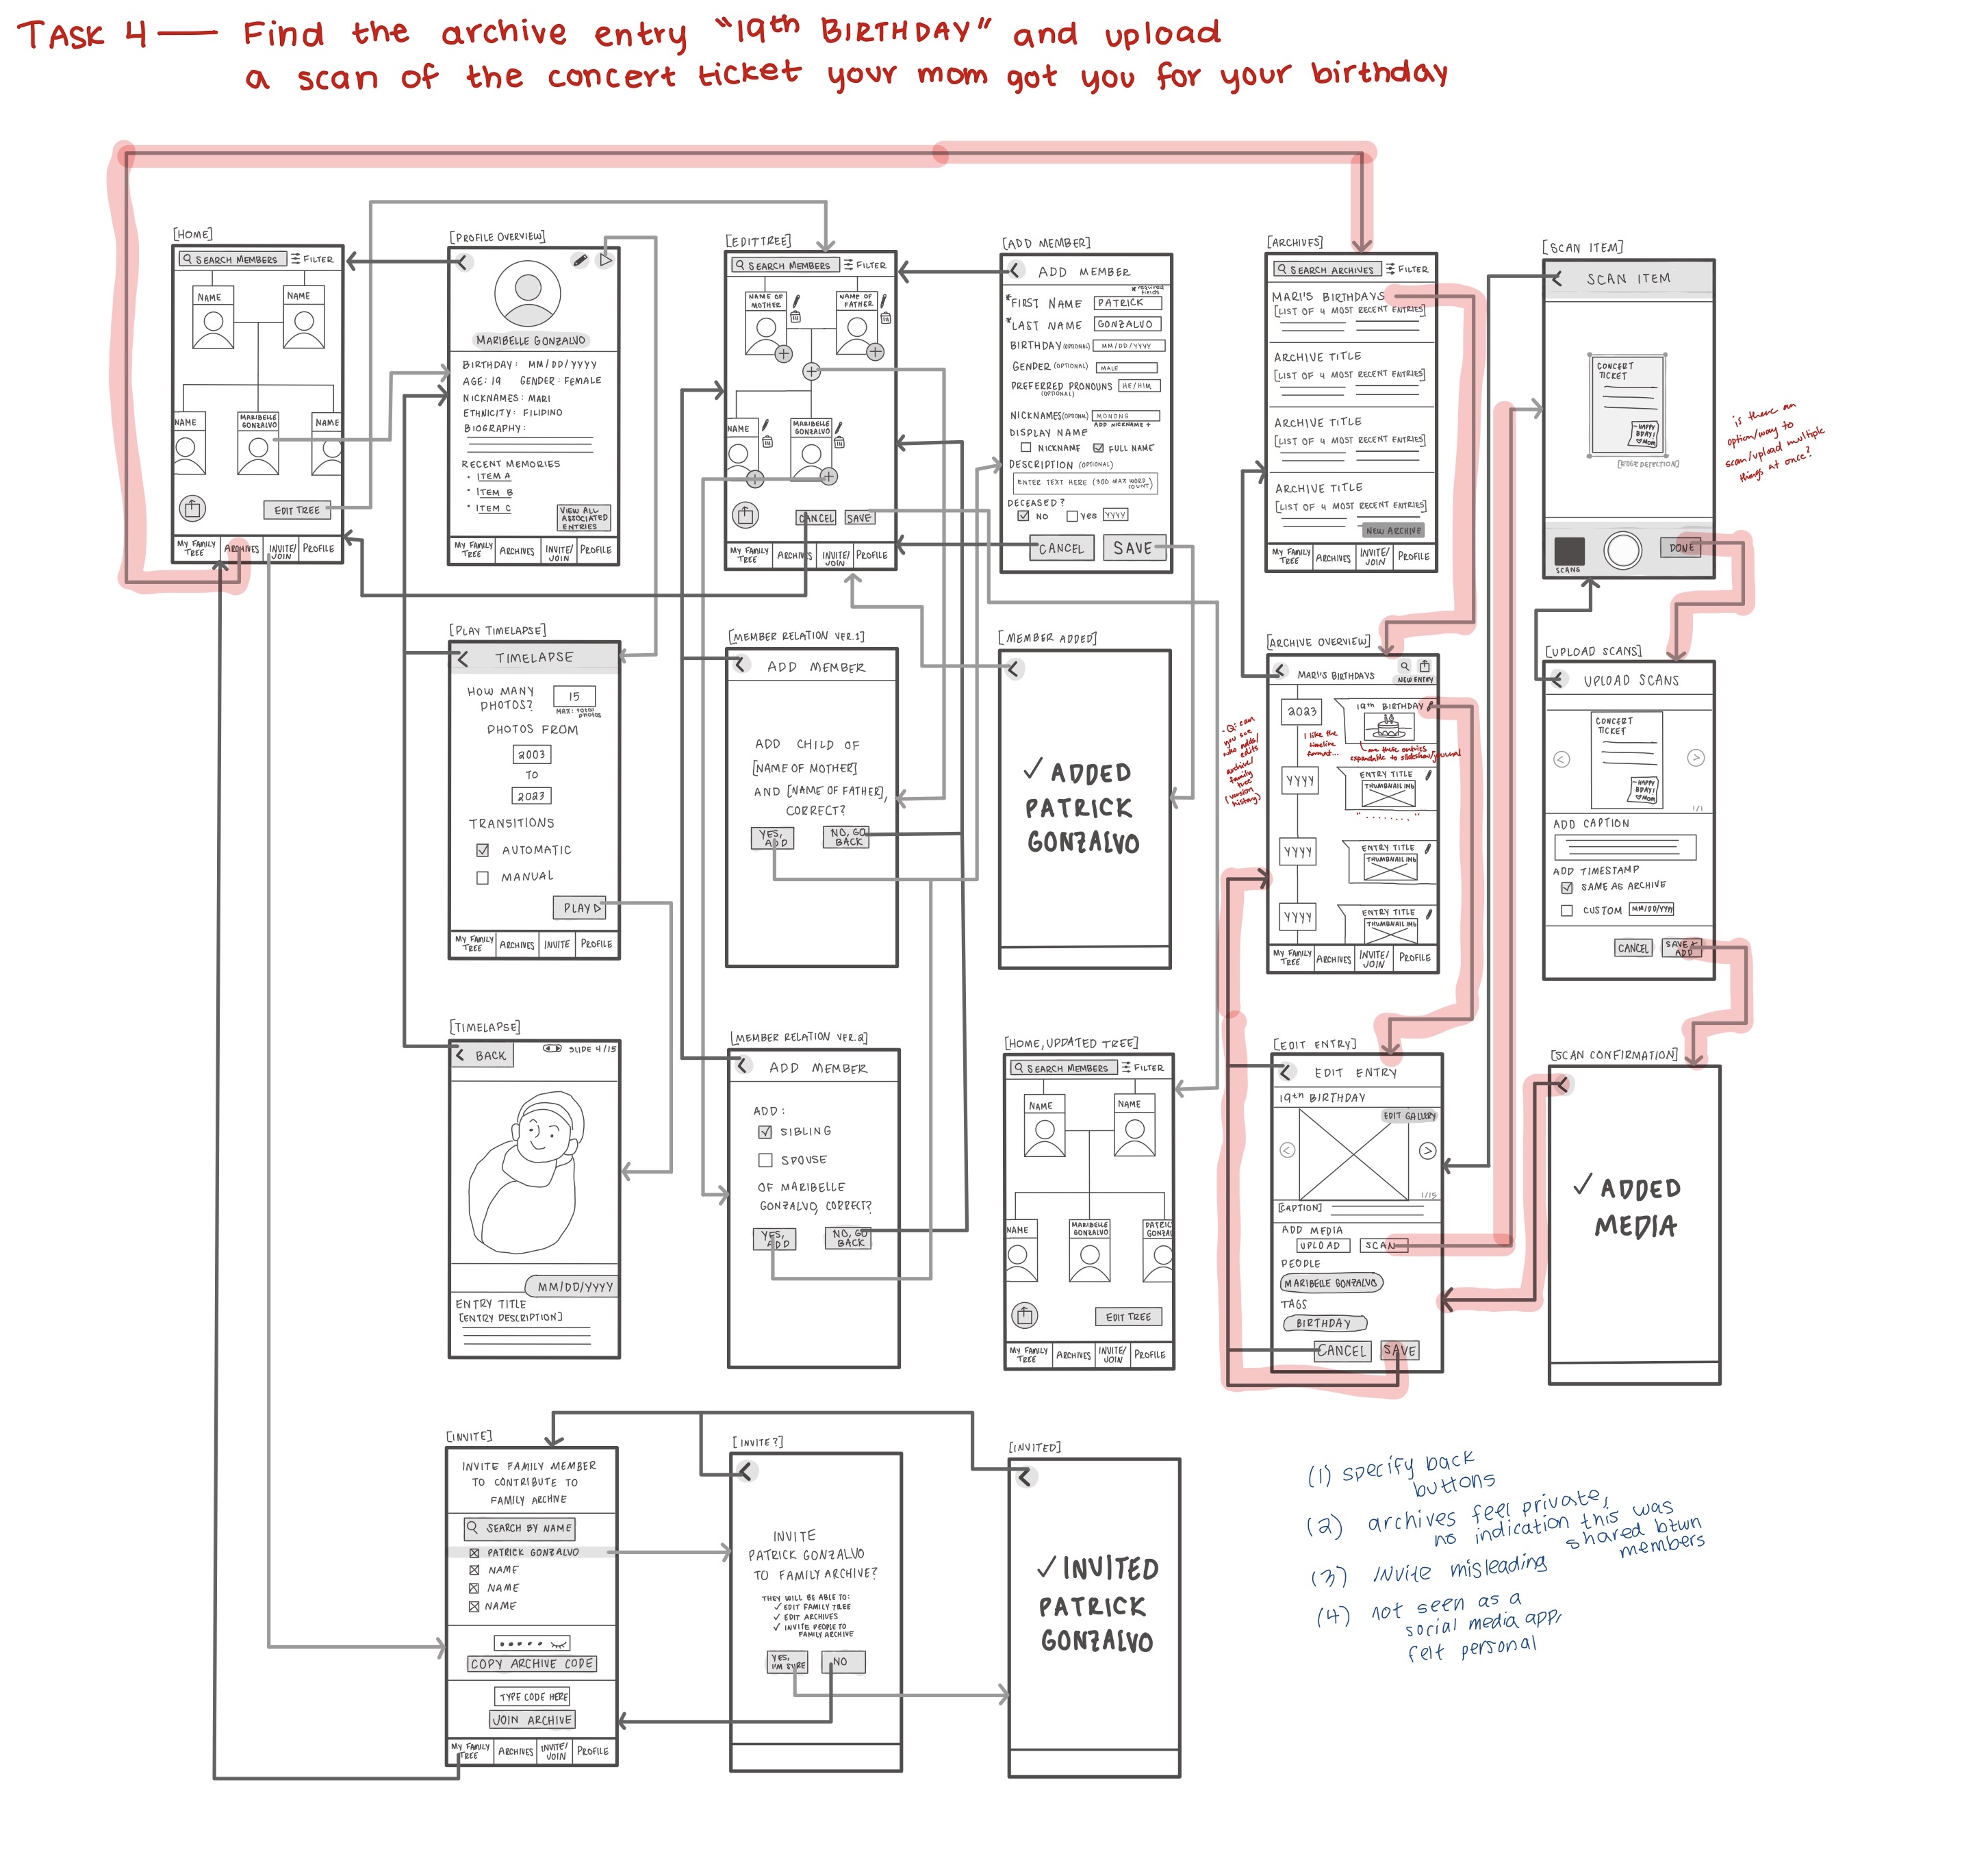 TASK 4 — Find the archive entry "19th BIRTHDAY" and upload
a scan of the concert ticket your mom got you for your birthday
[HOME]
SEARCH MEMBERS FILTER
NAME NAME
NAME MARIBELLE GONZALVO NAME
EDIT TREE
MY FAMILY TREE ARCHIVES INVITE/JOIN PROFILE
[PROFILE OVERVIEW]
MARIBELLE GONZALVO
BIRTHDAY: MM/DD/YYYY
AGE: 19 GENDER: FEMALE
NICKNAMES: MARI
ETHNICITY: FILIPINO
BIOGRAPHY:
RECENT MEMORIES
• ITEM A
• ITEM B
• ITEM C
VIEW ALL
ASSOCIATED
ENTRIES
MY FAMILY TREE ARCHIVES INVITE/JOIN PROFILE
[EDIT TREE]
SEARCH MEMBERS FILTER
NAME OF MOTHER NAME OF FATHER
NAME MARIBELLE GONZALVO
CANCEL SAVE
MY FAMILY TREE ARCHIVES INVITE/JOIN PROFILE
[ADD MEMBER]
ADD MEMBER
* required fields
*FIRST NAME PATRICK
*LAST NAME GONZALVO
BIRTHDAY (OPTIONAL) MM/DD/YYYY
GENDER (OPTIONAL) MALE
PREFERRED PRONOUNS HE/HIM
(OPTIONAL)
NICKNAMES (OPTIONAL) MONONG
ADD NICKNAME +
DISPLAY NAME
NICKNAME FULL NAME
DESCRIPTION (OPTIONAL)
ENTER TEXT HERE (300 MAX WORD COUNT)
DECEASED?
NO YES YYYY
CANCEL SAVE
[ARCHIVES]
SEARCH ARCHIVES FILTER
MARI'S BIRTHDAYS
[LIST OF 4 MOST RECENT ENTRIES]
ARCHIVE TITLE
[LIST OF 4 MOST RECENT ENTRIES]
ARCHIVE TITLE
[LIST OF 4 MOST RECENT ENTRIES]
ARCHIVE TITLE
[LIST OF 4 MOST RECENT ENTRIES]
NEW ARCHIVE
MY FAMILY TREE ARCHIVES INVITE/JOIN PROFILE
[SCAN ITEM]
SCAN ITEM
CONCERT
TICKET
-HAPPY
BDAY!
♡MOM
[EDGE DETECTION]
SCANS
DONE
is there an
option/way to
scan/upload multiple
things at once?
[PLAY TIMELAPSE]
TIMELAPSE
HOW MANY
PHOTOS?
15
MAX: total photos
PHOTOS FROM
2003
TO
2023
TRANSITIONS
AUTOMATIC
MANUAL
PLAY
MY FAMILY TREE ARCHIVES INVITE PROFILE
[MEMBER RELATION VER.1]
ADD MEMBER
ADD CHILD OF
[NAME OF MOTHER]
AND [NAME OF FATHER],
CORRECT?
YES, ADD NO, GO BACK
[MEMBER ADDED]
✓ ADDED
PATRICK
GONZALVO
[ARCHIVE OVERVIEW]
MARI'S BIRTHDAYS NEW ENTRY
2023 19th BIRTHDAY
I like the
timeline
format...
are these entries
expandable to slideshow/journal
YYYY ENTRY TITLE
THUMBNAIL IMG
" ........ "
YYYY ENTRY TITLE
THUMBNAIL IMG
YYYY ENTRY TITLE
THUMBNAIL IMG
MY FAMILY TREE ARCHIVES INVITE/JOIN PROFILE
- Q: can
you see
who adds/
edits
archive/
family
tree
(version
history)
[UPLOAD SCANS]
UPLOAD SCANS
CONCERT
TICKET
-HAPPY
BDAY!
♡MOM
1/1
ADD CAPTION
ADD TIMESTAMP
SAME AS ARCHIVE
CUSTOM MM/DD/YYYY
CANCEL SAVE + ADD
[TIMELAPSE]
BACK SLIDE 4/15
MM/DD/YYYY
ENTRY TITLE
[ENTRY DESCRIPTION]
[MEMBER RELATION VER.2]
ADD MEMBER
ADD:
SIBLING
SPOUSE
OF MARIBELLE
GONZALVO, CORRECT?
YES, ADD NO, GO BACK
[HOME, UPDATED TREE]
SEARCH MEMBERS FILTER
NAME NAME
NAME MARIBELLE GONZALVO PATRIC GONZAL
EDIT TREE
MY FAMILY TREE ARCHIVES INVITE/JOIN PROFILE
[EDIT ENTRY]
EDIT ENTRY
19th BIRTHDAY
EDIT GALLERY
1/15
[CAPTION]
ADD MEDIA
UPLOAD SCAN
PEOPLE
MARIBELLE GONZALVO
TAGS
BIRTHDAY
CANCEL SAVE
[SCAN CONFIRMATION]
✓ ADDED
MEDIA
[INVITE]
INVITE FAMILY MEMBER
TO CONTRIBUTE TO
FAMILY ARCHIVE
SEARCH BY NAME
PATRICK GONZALVO
NAME
NAME
NAME
COPY ARCHIVE CODE
TYPE CODE HERE
JOIN ARCHIVE
MY FAMILY TREE ARCHIVES INVITE/JOIN PROFILE
[INVITE?]
INVITE
PATRICK GONZALVO
TO FAMILY ARCHIVE?
THEY WILL BE ABLE TO:
✓ EDIT FAMILY TREE
✓ EDIT ARCHIVES
✓ INVITE PEOPLE TO
FAMILY ARCHIVE
YES, I'M SURE NO
[INVITED]
✓ INVITED
PATRICK
GONZALVO
(1) specify back
buttons
(2) archives feel private,
no indication this was
shared btwn
members
(3) invite misleading
(4) not seen as a
social media app,
felt personal